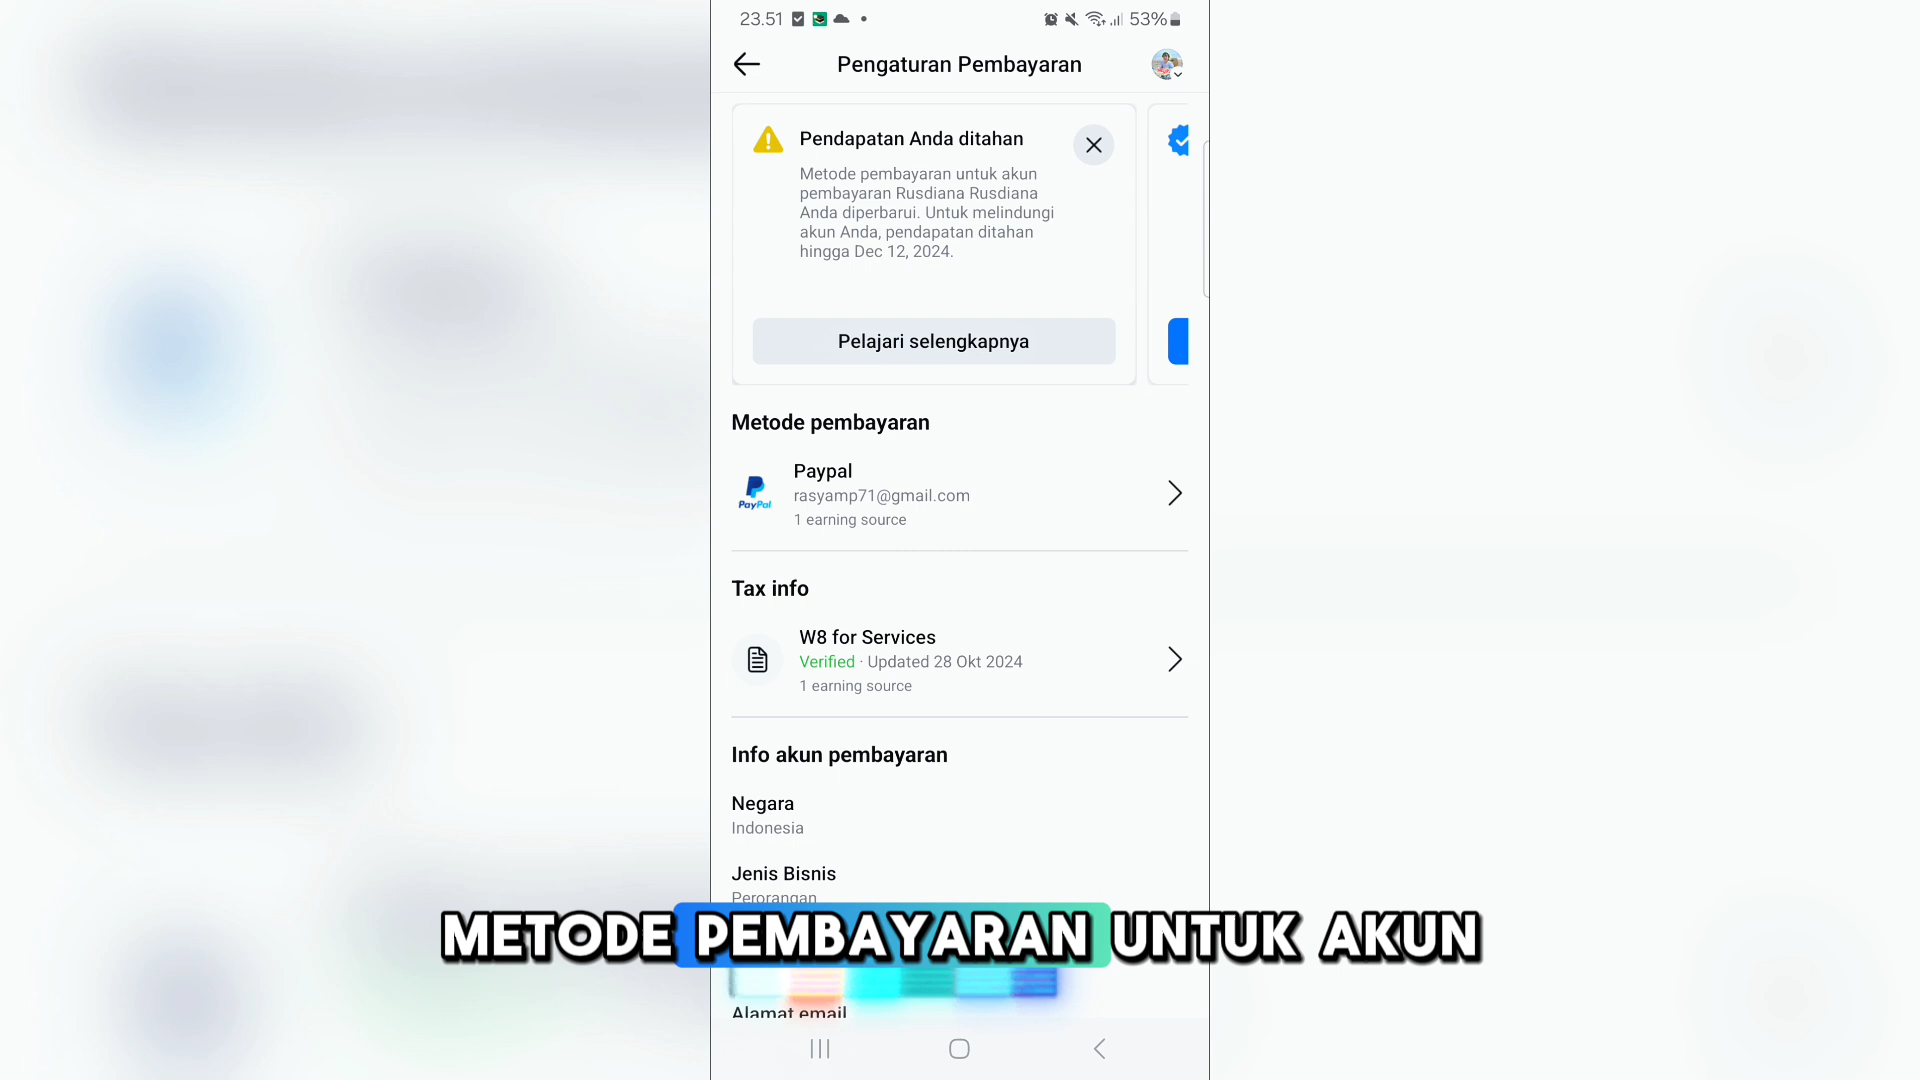 23.51
53%
Pengaturan Pembayaran
Pendapatan Anda ditahan
Metode pembayaran untuk akun
pembayaran Rusdiana Rusdiana
Anda diperbarui. Untuk melindungi
akun Anda, pendapatan ditahan
hingga Dec 12, 2024.
Pelajari selengkapnya
Metode pembayaran
Paypal
PayPal
rasyamp71@gmail.com
1 earning source
Tax info
W8 for Services
Verified · Updated 28 Okt 2024
1 earning source
Info akun pembayaran
Negara
Indonesia
Jenis Bisnis
Perorangan
METODE PEMBAYARAN UNTUK AKUN
Alamat email